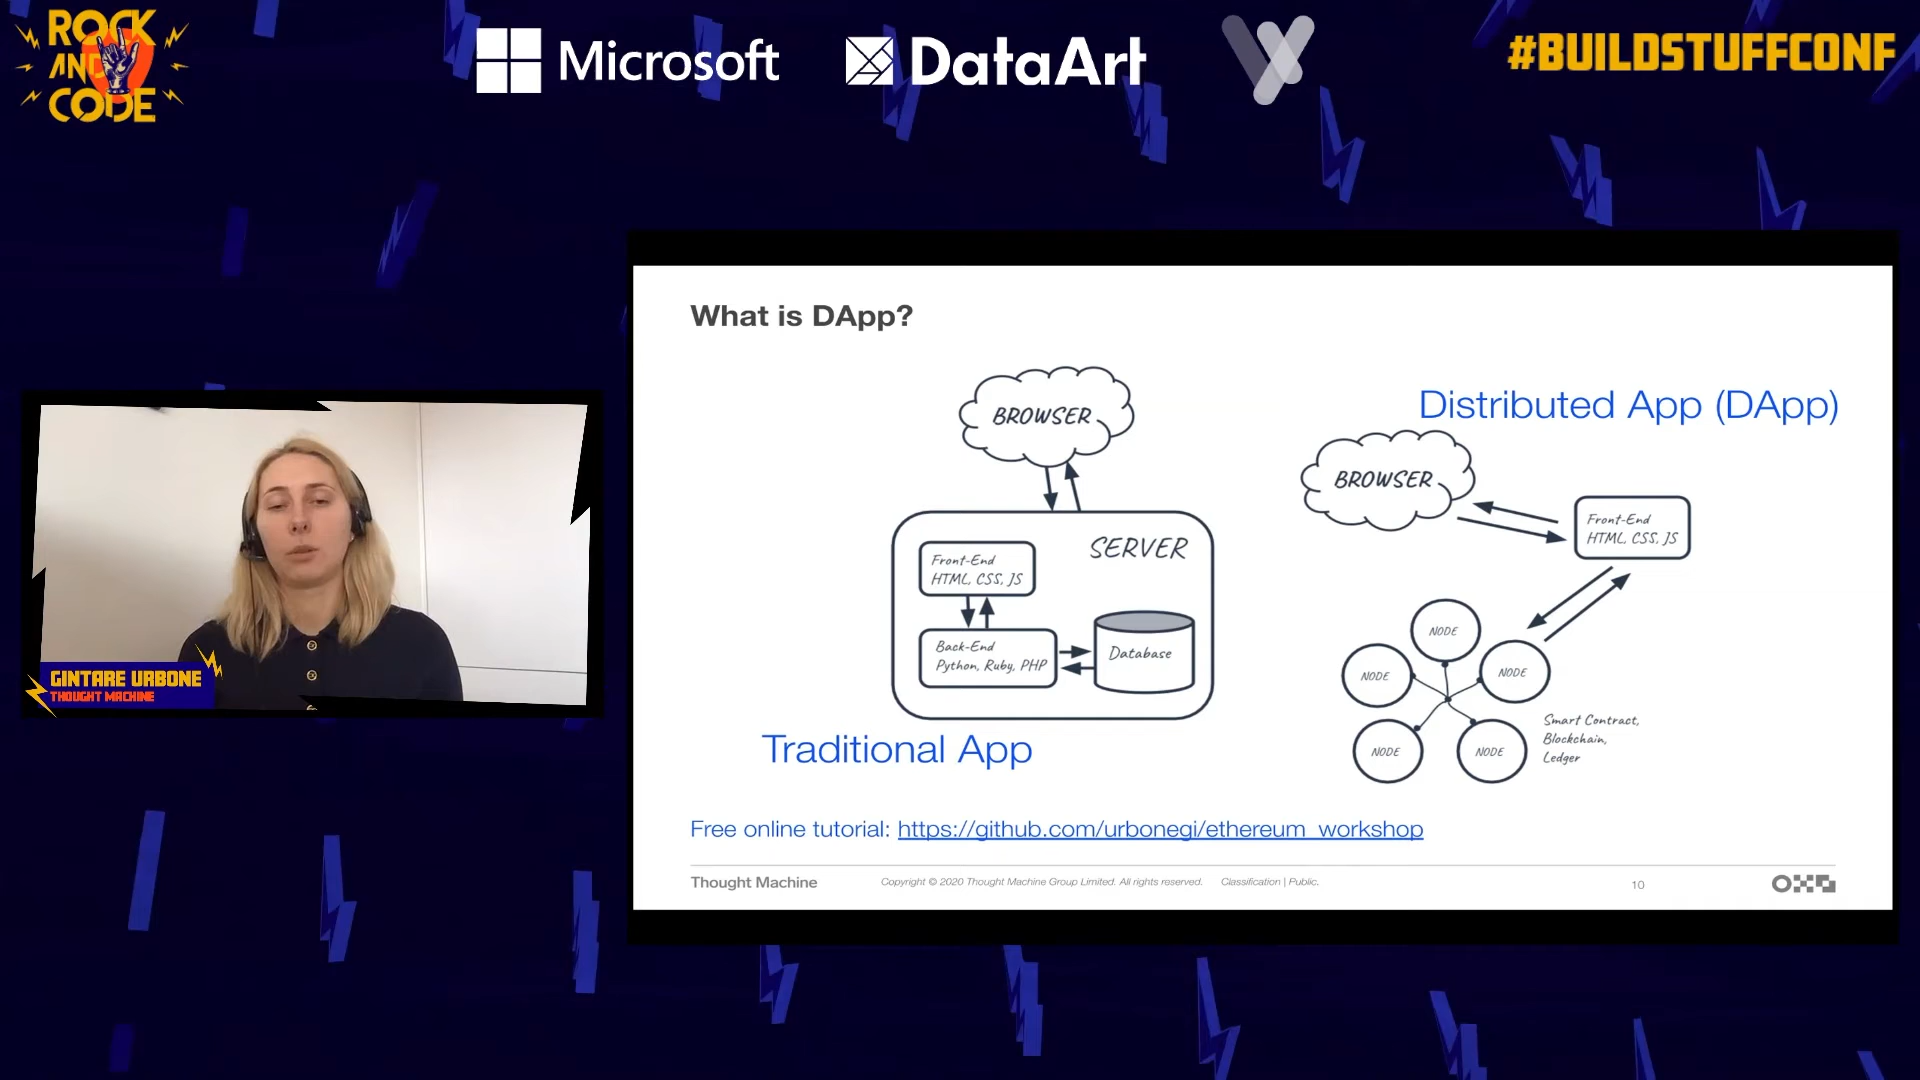 ROCK
AND
CODE
Microsoft
DataArt
#BUILDSTUFFCONF
GINTARE URBONE
THOUGHT MACHINE
What is DApp?
BROWSER
SERVER
Front-End
HTML, CSS, JS
Back-End
Python, Ruby, PHP
Database
Traditional App
Distributed App (DApp)
BROWSER
Front-End
HTML, CSS, JS
NODE
NODE
NODE
NODE
NODE
Smart Contract,
Blockchain,
Ledger
Free online tutorial: https://github.com/urbonegi/ethereum_workshop
Thought Machine
Copyright © 2020 Thought Machine Group Limited. All rights reserved.
Classification | Public.
10